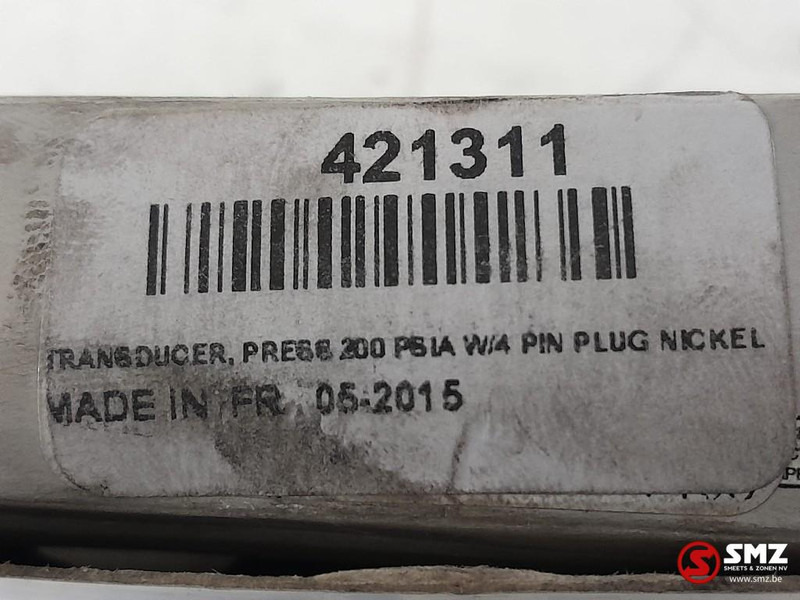 421311
TRANSDUCER, PRESS 200 PSIA W/4 PIN PLUG NICKEL
MADE IN FR 05-2015
SMZ
SMEETS & ZONEN NV
www.smz.be